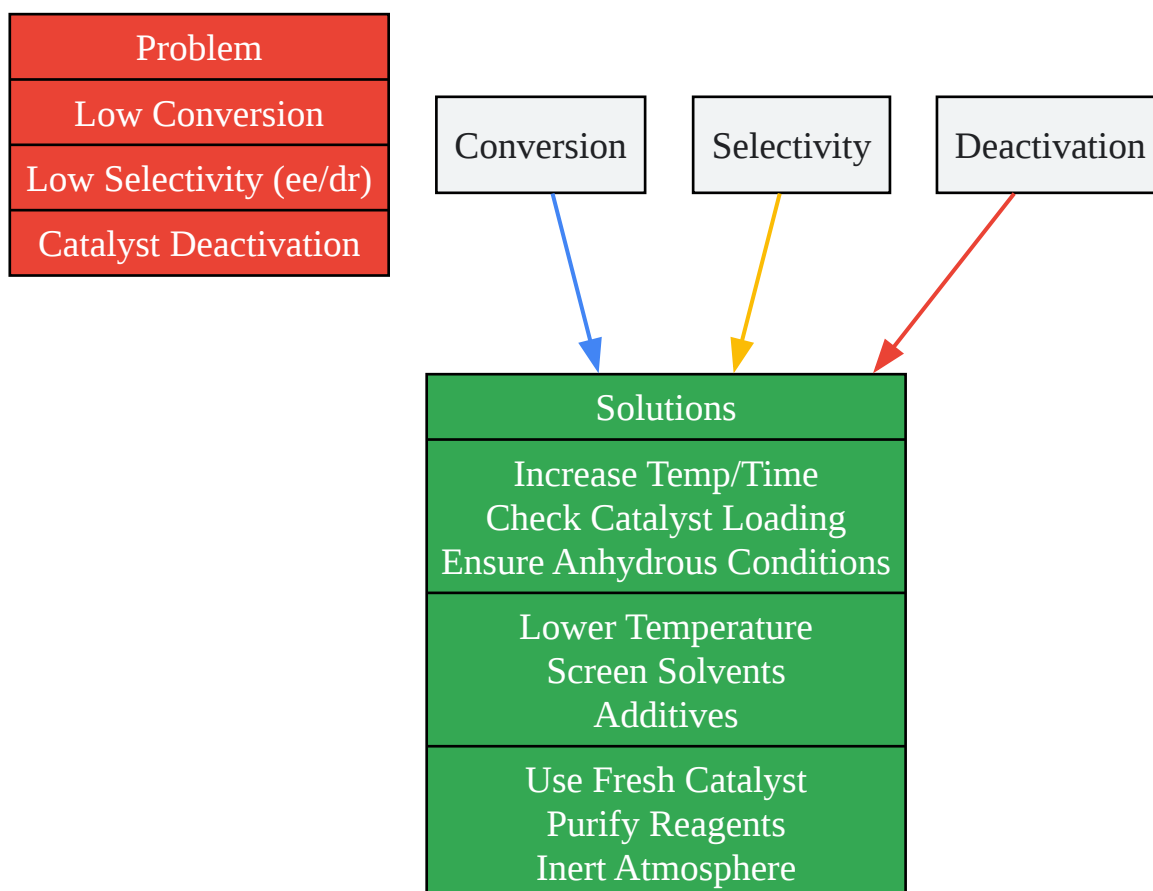 Problem
Low Conversion
Low Selectivity (ee/dr)
Catalyst Deactivation
Conversion
Selectivity
Deactivation
Solutions
Increase Temp/Time
Check Catalyst Loading
Ensure Anhydrous Conditions
Lower Temperature
Screen Solvents
Additives
Use Fresh Catalyst
Purify Reagents
Inert Atmosphere